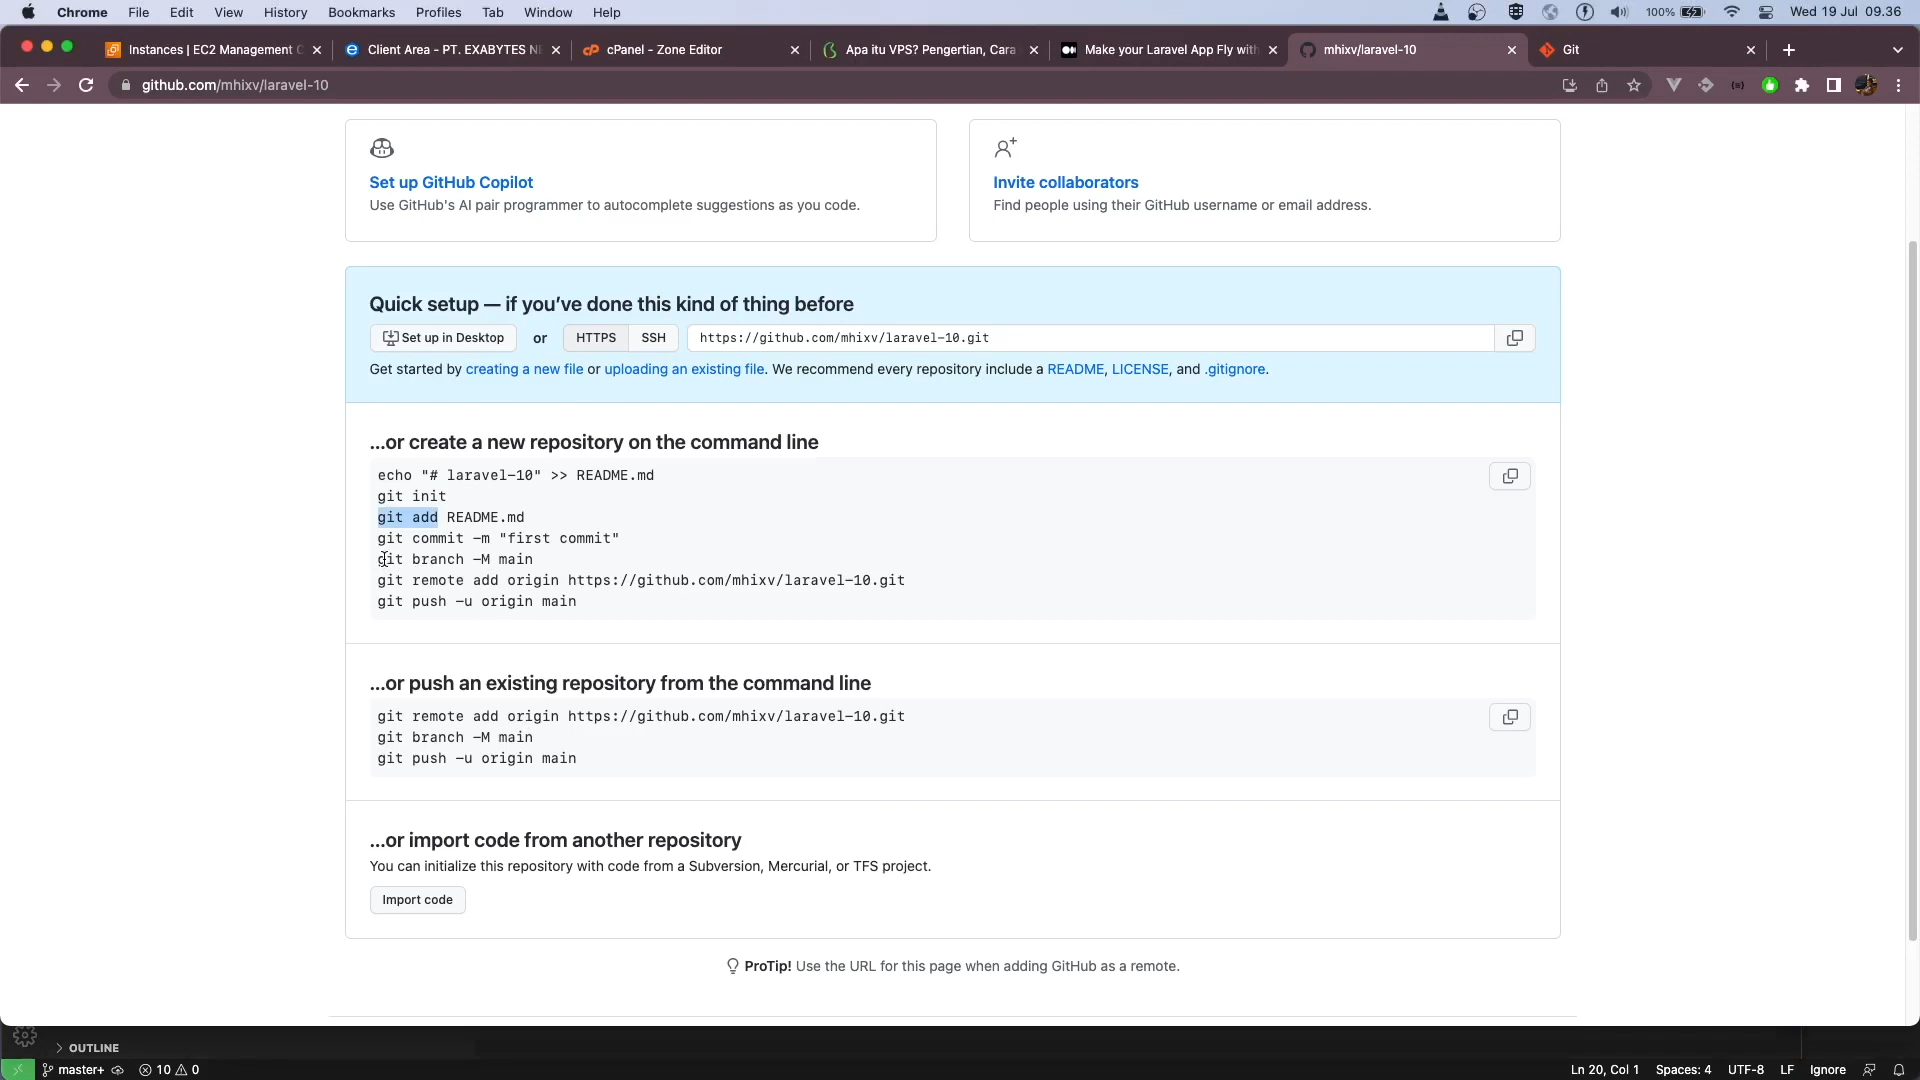 Chrome File Edit View History Bookmarks Profiles Tab Window Help 100% Wed 19 Jul 09.36
Instances | EC2 Management C Client Area - PT. EXABYTES NE cPanel - Zone Editor Apa itu VPS? Pengertian, Cara Make your Laravel App Fly with mhixv/laravel-10 Git
github.com/mhixv/laravel-10
Set up GitHub Copilot
Use GitHub's AI pair programmer to autocomplete suggestions as you code.
Invite collaborators
Find people using their GitHub username or email address.
Quick setup — if you've done this kind of thing before
Set up in Desktop or HTTPS SSH https://github.com/mhixv/laravel-10.git
Get started by creating a new file or uploading an existing file. We recommend every repository include a README, LICENSE, and .gitignore.
...or create a new repository on the command line
echo "# laravel-10" >> README.md
git init
git add README.md
git commit -m "first commit"
git branch -M main
git remote add origin https://github.com/mhixv/laravel-10.git
git push -u origin main
...or push an existing repository from the command line
git remote add origin https://github.com/mhixv/laravel-10.git
git branch -M main
git push -u origin main
...or import code from another repository
You can initialize this repository with code from a Subversion, Mercurial, or TFS project.
Import code
ProTip! Use the URL for this page when adding GitHub as a remote.
OUTLINE
master+ 10 0 Ln 20, Col 1 Spaces: 4 UTF-8 LF Ignore